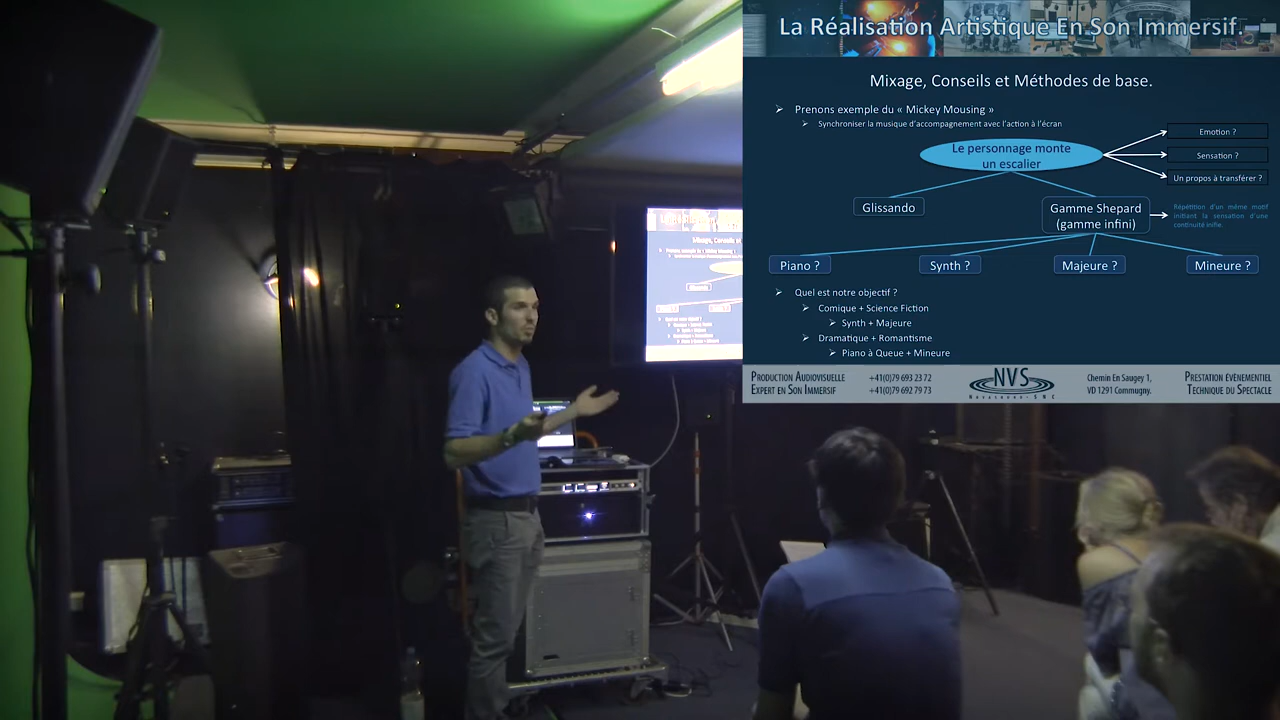 La Réalisation Artistique En Son Immersif.
Mixage, Conseils et Méthodes de base.
Prenons exemple du « Mickey Mousing »
Synchroniser la musique d'accompagnement avec l'action à l'écran
Le personnage monte
un escalier
Emotion ?
Sensation ?
Un propos à transférer ?
Glissando
Gamme Shepard
(gamme infini)
Répétition d'un même motif
initiant la sensation d'une
continuité infie.
Piano ?
Synth ?
Majeure ?
Mineure ?
Quel est notre objectif ?
Comique + Science Fiction
Synth + Majeure
Dramatique + Romantisme
Piano à Queue + Mineure
Production Audiovisuelle
Expert en Son Immersif
+41(0)79 693 23 72
+41(0)79 692 79 73
NVS
Chemin En Saugey 1,
VD 1291 Commugny.
Prestation évènementiel
Technique du Spectacle